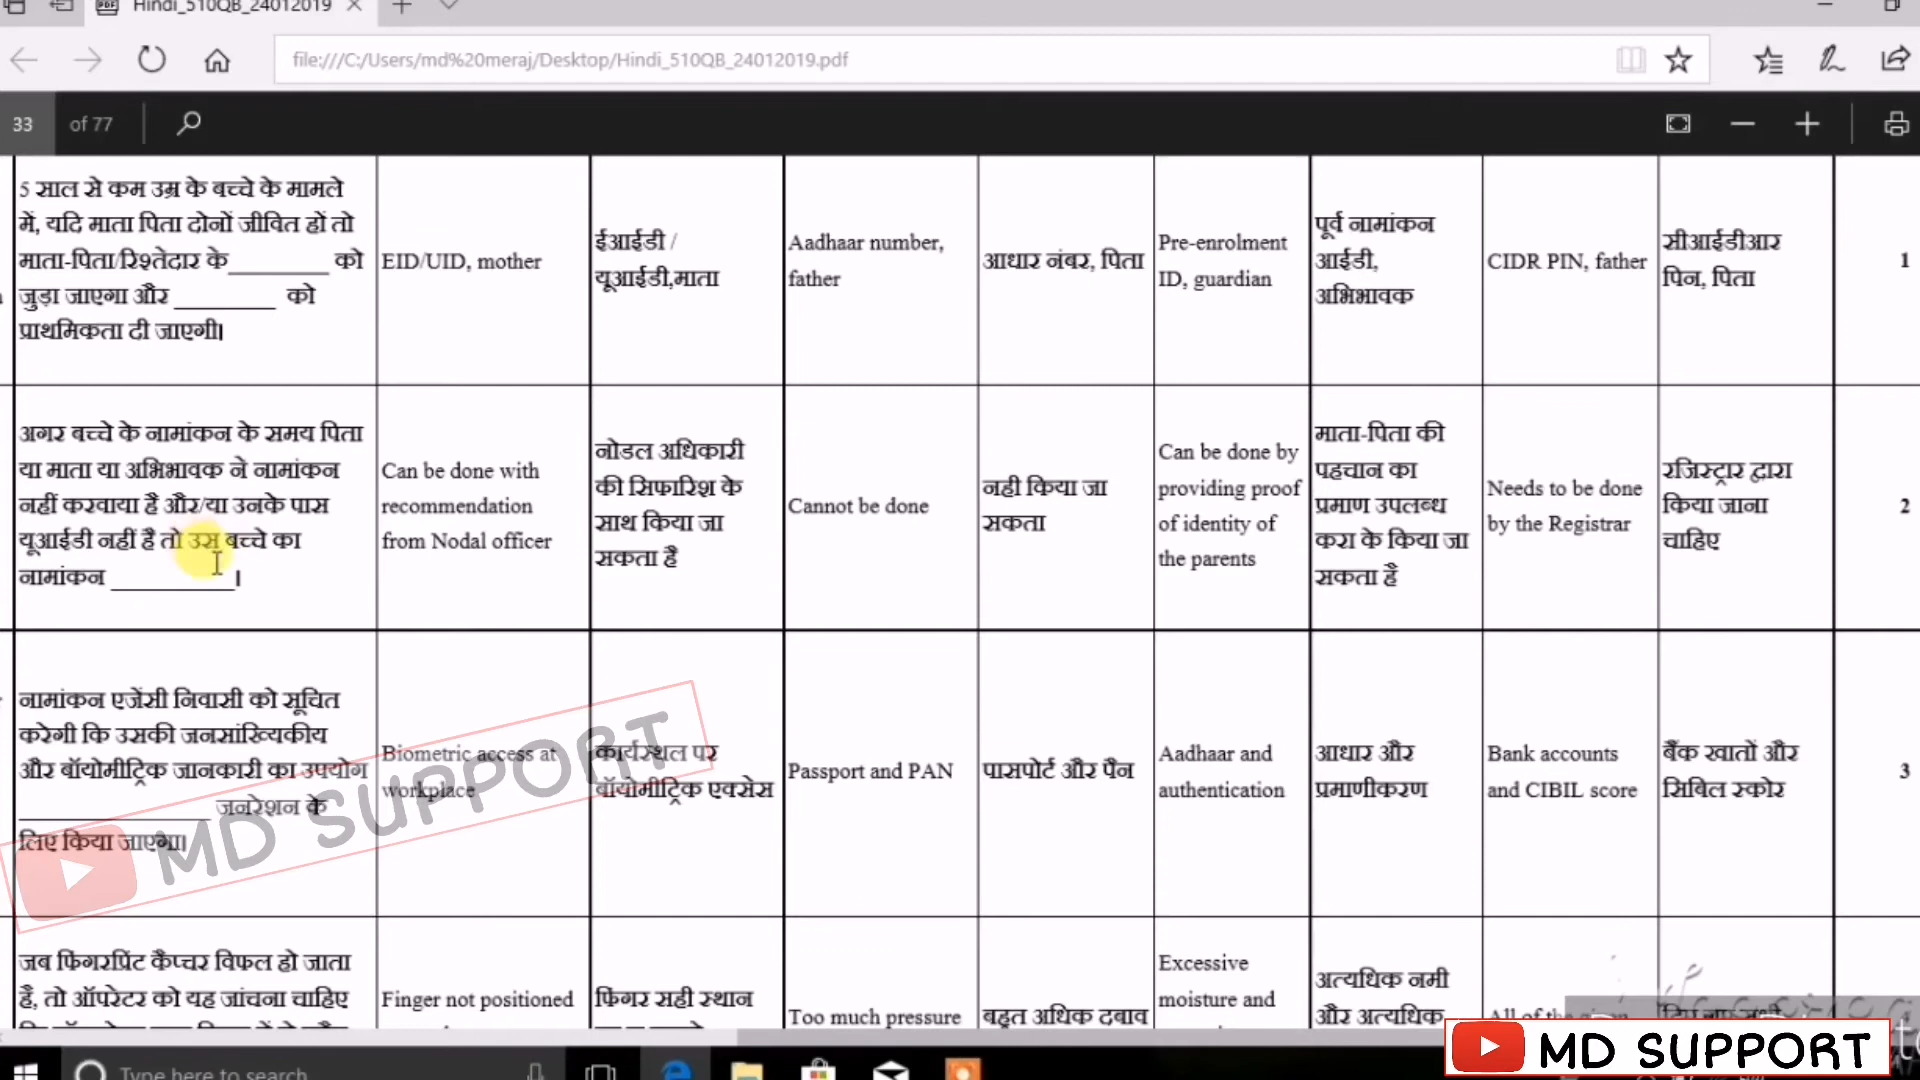 Hindi_510QB_24012019
file:///C:/Users/md%20meraj/Desktop/Hindi_510QB_24012019.pdf
33 of 77
5 साल से कम उम्र के बच्चे के मामले
में, यदि माता पिता दोनों जीवित हों तो
माता-पिता/रिश्तेदार के________ को
जुड़ा जाएगा और ________ को
प्राथमिकता दी जाएगी।
EID/UID, mother
ईआईडी /
यूआईडी,माता
Aadhaar number,
father
आधार नंबर, पिता
Pre-enrolment
ID, guardian
पूर्व नामांकन
आईडी,
अभिभावक
CIDR PIN, father
सीआईडीआर
पिन, पिता
1
अगर बच्चे के नामांकन के समय पिता
या माता या अभिभावक ने नामांकन
नहीं करवाया है और/या उनके पास
यूआईडी नहीं है तो उस बच्चे का
नामांकन __________।
Can be done with
recommendation
from Nodal officer
नोडल अधिकारी
की सिफारिश के
साथ किया जा
सकता है
Cannot be done
नही किया जा
सकता
Can be done by
providing proof
of identity of
the parents
माता-पिता की
पहचान का
प्रमाण उपलब्ध
करा के किया जा
सकता है
Needs to be done
by the Registrar
रजिस्ट्रार द्वारा
किया जाना
चाहिए
2
नामांकन एजेंसी निवासी को सूचित
करेगी कि उसकी जनसांख्यिकीय
और बॉयोमीट्रिक जानकारी का उपयोग
________________ जनरेशन के
लिए किया जाएगा।
Biometric access at
workplace
कार्यस्थल पर
बॉयोमीट्रिक एक्सेस
Passport and PAN
पासपोर्ट और पैन
Aadhaar and
authentication
आधार और
प्रमाणीकरण
Bank accounts
and CIBIL score
बैंक खातों और
सिबिल स्कोर
3
MD SUPPORT
जब फिंगरप्रिंट कैप्चर विफल हो जाता
है, तो ऑपरेटर को यह जांचना चाहिए
Finger not positioned
फिंगर सही स्थान
Too much pressure
बहुत अधिक दबाव
Excessive
moisture and
अत्यधिक नमी
और अत्यधिक
MD SUPPORT
Type here to search